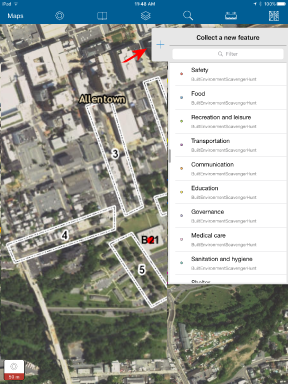 iPad
11:46 AM
100%
Maps
Collect a new feature
Filter
Safety
BuiltEnvironmentScavengerHunt
Food
BuiltEnvironmentScavengerHunt
Recreation and leisure
BuiltEnvironmentScavengerHunt
Transportation
BuiltEnvironmentScavengerHunt
Communication
BuiltEnvironmentScavengerHunt
Education
BuiltEnvironmentScavengerHunt
Governance
BuiltEnvironmentScavengerHunt
Medical care
BuiltEnvironmentScavengerHunt
Sanitation and hygiene
BuiltEnvironmentScavengerHunt
Shelter
Allentown
3
4
5
50 m